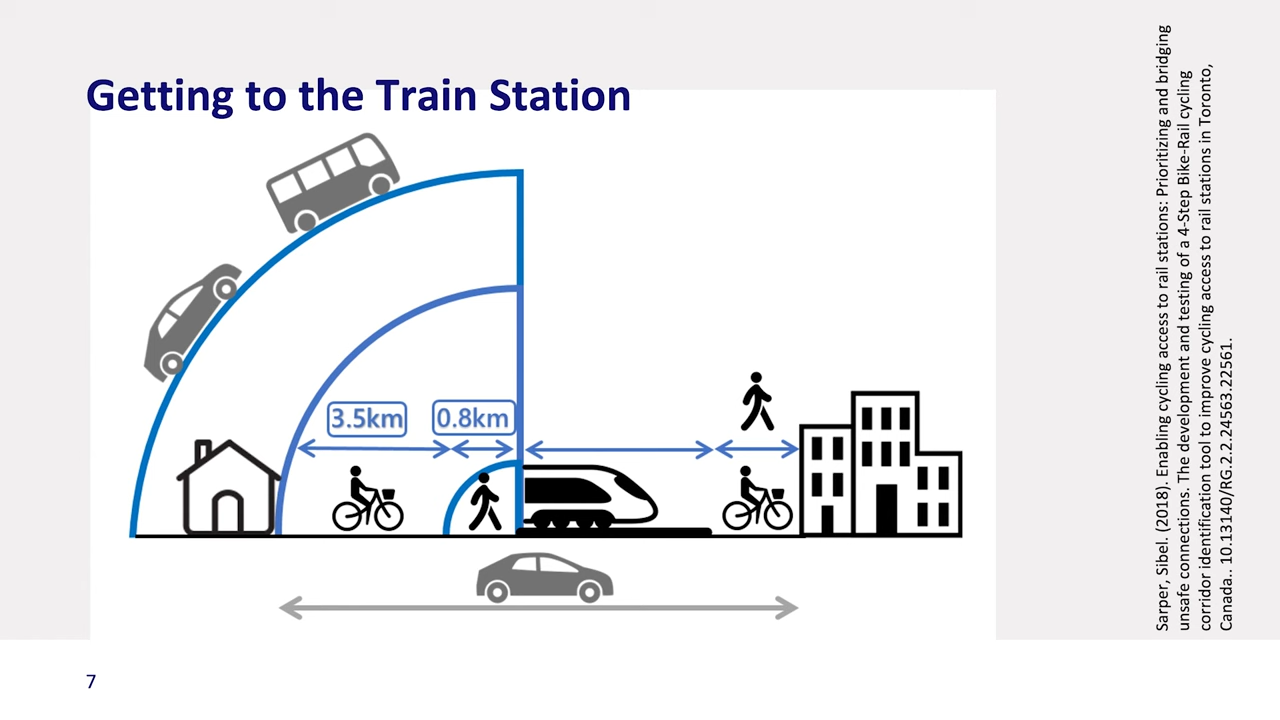 Getting to the Train Station
3.5km
0.8km
Sarper, Sibel. (2018). Enabling cycling access to rail stations: Prioritizing and bridging
unsafe connections. The development and testing of a 4-Step Bike-Rail cycling
corridor identification tool to improve cycling access to rail stations in Toronto,
Canada.. 10.13140/RG.2.2.24563.22561.
7